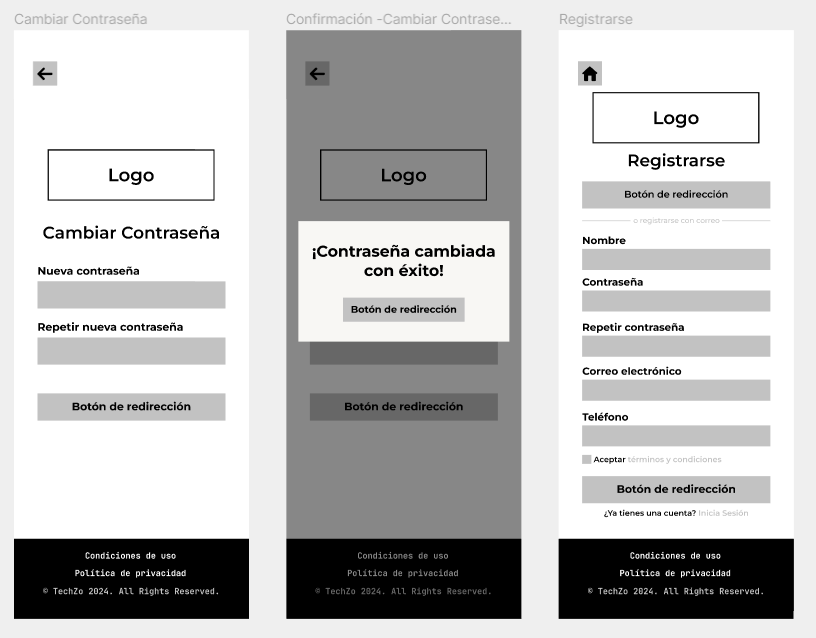 Cambiar Contraseña
Logo
Cambiar Contraseña
Nueva contraseña
Repetir nueva contraseña
Botón de redirección
Condiciones de uso
Política de privacidad
© TechZo 2024. All Rights Reserved.
Confirmación -Cambiar Contrase...
Logo
¡Contraseña cambiada
con éxito!
Botón de redirección
Botón de redirección
Condiciones de uso
Política de privacidad
© TechZo 2024. All Rights Reserved.
Registrarse
Logo
Registrarse
Botón de redirección
o registrarse con correo
Nombre
Contraseña
Repetir contraseña
Correo electrónico
Teléfono
Aceptar términos y condiciones
Botón de redirección
¿Ya tienes una cuenta? Inicia Sesión
Condiciones de uso
Política de privacidad
© TechZo 2024. All Rights Reserved.